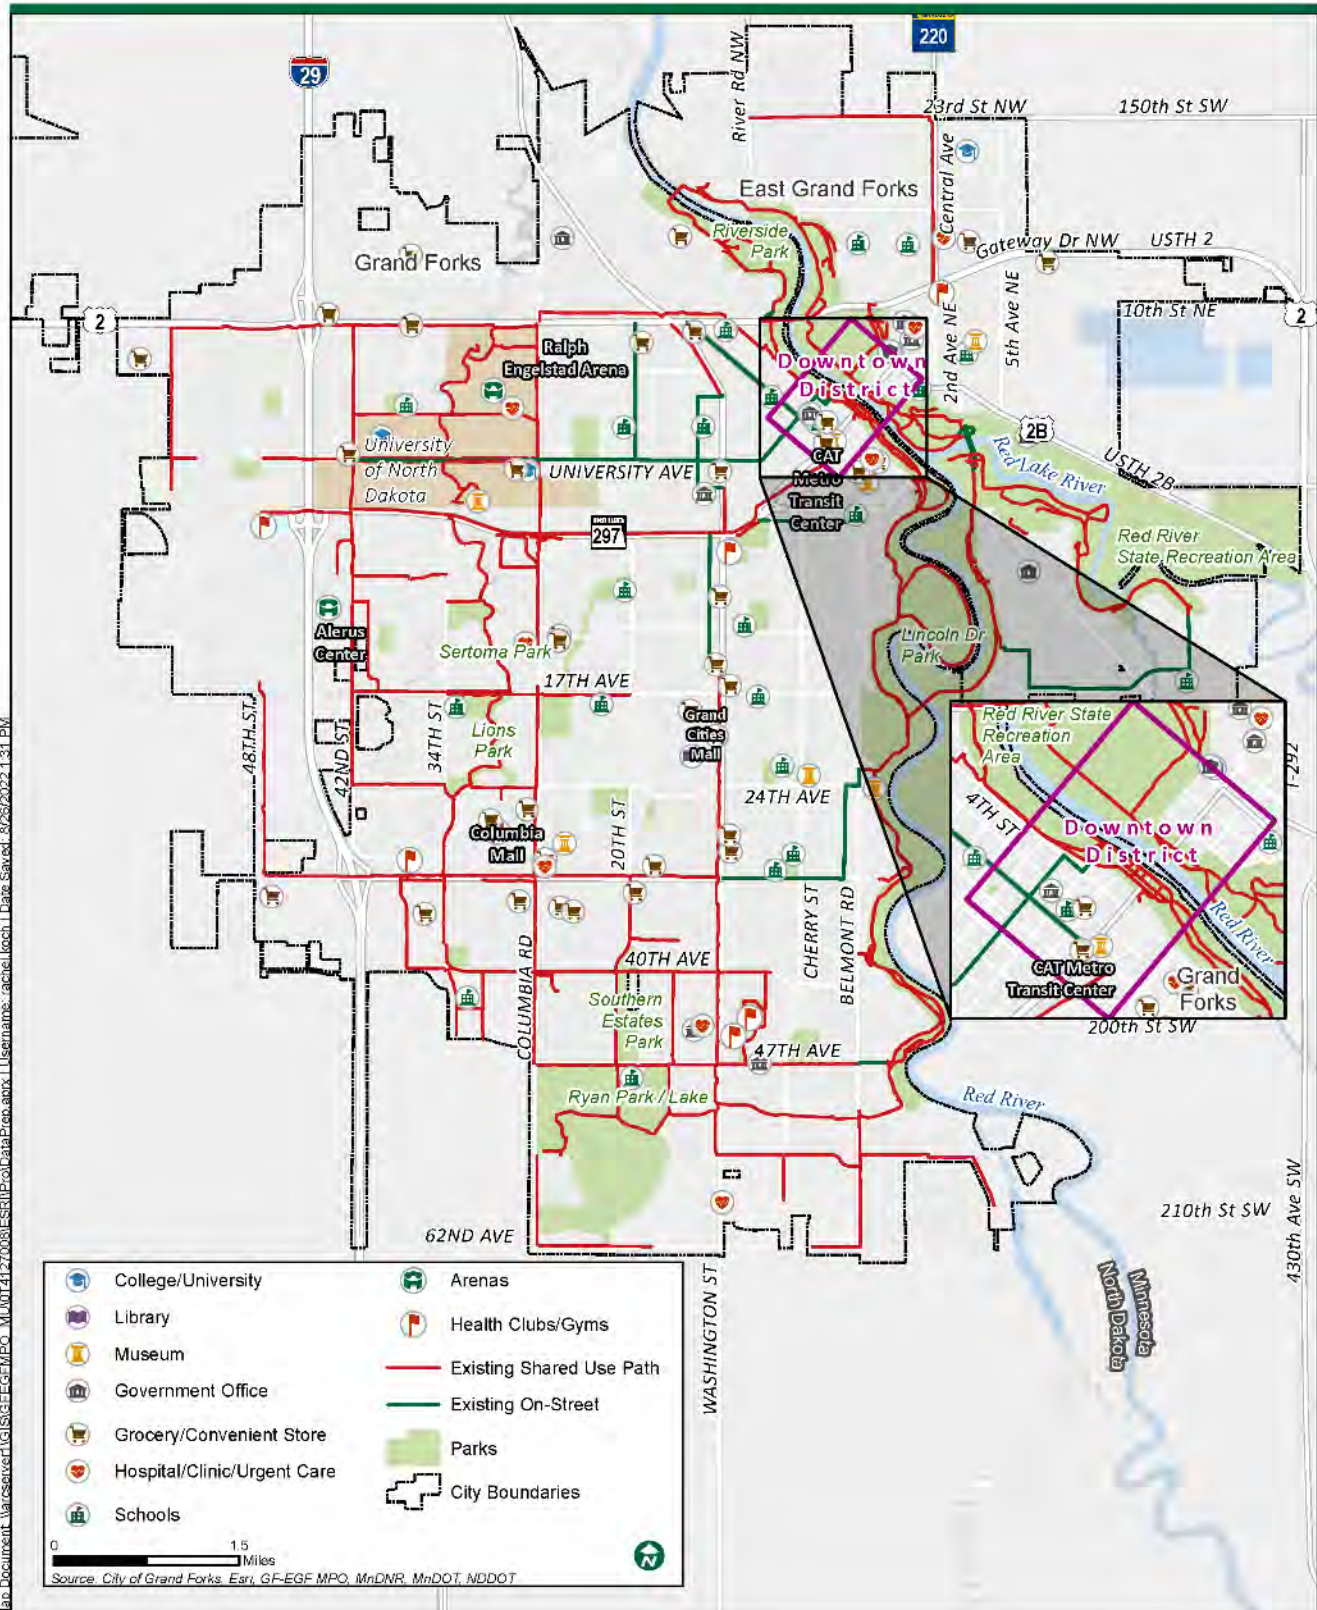 220
29
River Rd NW
23rd St NW
150th St SW
Central Ave
East Grand Forks
Riverside
Park
Gateway Dr NW
USTH 2
Grand Forks
5th Ave NE
10th St NE
2
2
2nd Ave NE
Ralph
Engelstad Arena
Downtown
District
2B
USTH 2B
Red Lake River
University
of North
Dakota
UNIVERSITY AVE
CAT
Metro
Transit
Center
297
Red River
State Recreation Area
Alerus
Center
Sertoma Park
Lincoln Dr
Park
17TH AVE
48TH ST
42ND ST
34TH ST
Lions
Park
Grand
Cities
Mall
24TH AVE
20TH ST
Columbia
Mall
CHERRY ST
BELMONT RD
COLUMBIA RD
40TH AVE
Southern
Estates
Park
47TH AVE
Ryan Park / Lake
Red River State
Recreation
Area
4TH ST
Downtown
District
Red River
CAT Metro
Transit Center
Grand
Forks
200th St SW
Red River
62ND AVE
WASHINGTON ST
210th St SW
430th Ave SW
Minnesota
North Dakota
College/University
Library
Museum
Government Office
Grocery/Convenient Store
Hospital/Clinic/Urgent Care
Schools
Arenas
Health Clubs/Gyms
Existing Shared Use Path
Existing On-Street
Parks
City Boundaries
0 1.5
Miles
N
Source: City of Grand Forks, Esri, GF-EGF MPO, MnDNR, MnDOT, NDDOT
Date Saved: 8/26/2022 1:31 PM